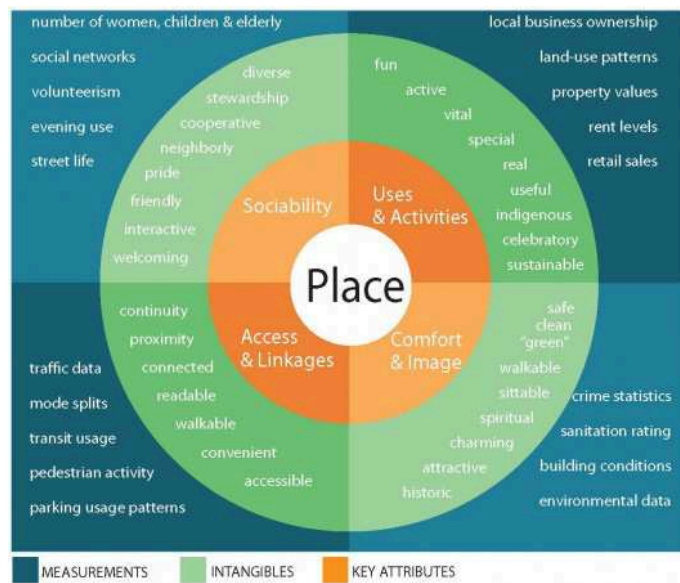 number of women, children & elderly
social networks
volunteerism
evening use
street life
diverse
stewardship
cooperative
neighborly
pride
friendly
interactive
welcoming
Sociability
fun
active
vital
special
real
useful
indigenous
celebratory
sustainable
Uses
& Activities
local business ownership
land-use patterns
property values
rent levels
retail sales
Place
continuity
proximity
connected
readable
walkable
convenient
accessible
Access
& Linkages
traffic data
mode splits
transit usage
pedestrian activity
parking usage patterns
Comfort
& Image
safe
clean
"green"
walkable
sittable
spiritual
charming
attractive
historic
crime statistics
sanitation rating
building conditions
environmental data
MEASUREMENTS
INTANGIBLES
KEY ATTRIBUTES